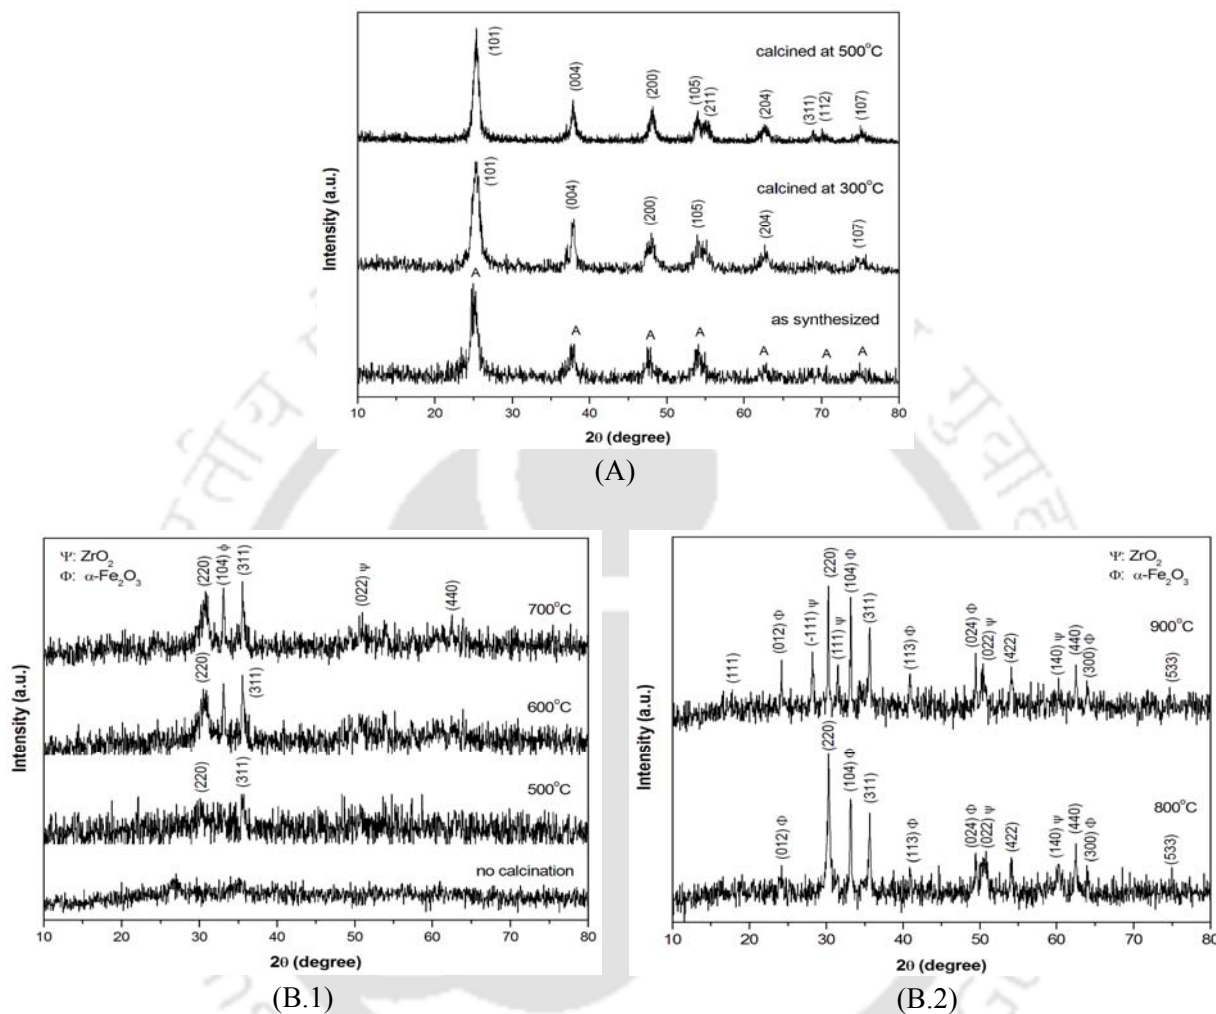 calcined at 500°C
(101)
(004)
(200)
(105)
(211)
(204)
(311)
(112)
(107)
calcined at 300°C
(101)
(004)
(200)
(105)
(204)
(107)
as synthesized
A
A
A
A
A
A
A
Intensity (a.u.)
10 20 30 40 50 60 70 80
2θ (degree)
(A)
Ψ: ZrO₂
Φ: α-Fe₂O₃
(220)
(104) ϕ
(311)
(022) ψ
(440)
700°C
(220)
(311)
600°C
(220)
(311)
500°C
no calcination
Intensity (a.u.)
10 20 30 40 50 60 70 80
2θ (degree)
(B.1)
Ψ: ZrO₂
Φ: α-Fe₂O₃
900°C
(111)
(012) Φ
(-111) ψ
(220)
(111) ψ
(104) Φ
(311)
(113) Φ
(024) Φ
(022) ψ
(422)
(140) ψ
(440)
(300) Φ
(533)
800°C
(012) Φ
(220)
(104) Φ
(311)
(113) Φ
(024) Φ
(022) ψ
(422)
(140) ψ
(440)
(300) Φ
(533)
Intensity (a.u.)
10 20 30 40 50 60 70 80
2θ (degree)
(B.2)